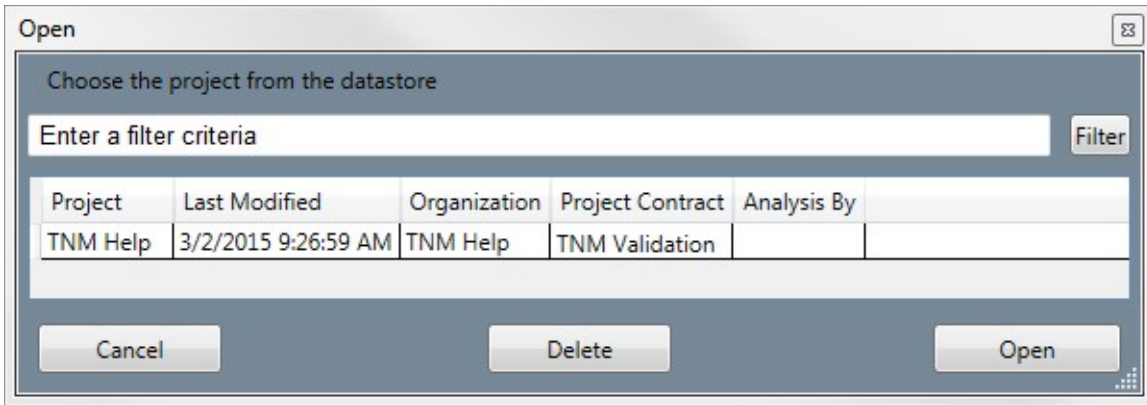 Open
Choose the project from the datastore
Enter a filter criteria Filter
Project Last Modified Organization Project Contract Analysis By
TNM Help 3/2/2015 9:26:59 AM TNM Help TNM Validation
Cancel Delete Open